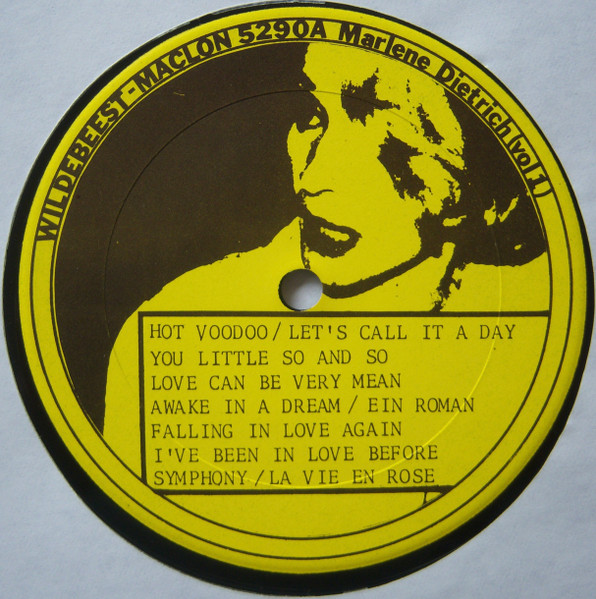 WILDEBEEST-MACLON 5290A Marlene Dietrich (vol 1)
HOT VOODOO/LET'S CALL IT A DAY
YOU LITTLE SO AND SO
LOVE CAN BE VERY MEAN
AWAKE IN A DREAM/EIN ROMAN
FALLING IN LOVE AGAIN
I'VE BEEN IN LOVE BEFORE
SYMPHONY/LA VIE EN ROSE